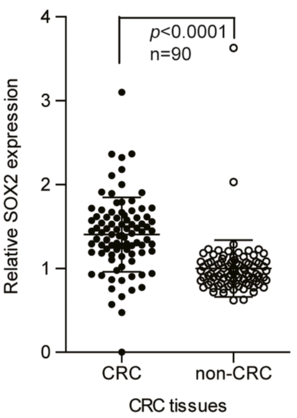 p<0.0001
n=90
Relative SOX2 expression
4
3
2
1
0
CRC
non-CRC
CRC tissues